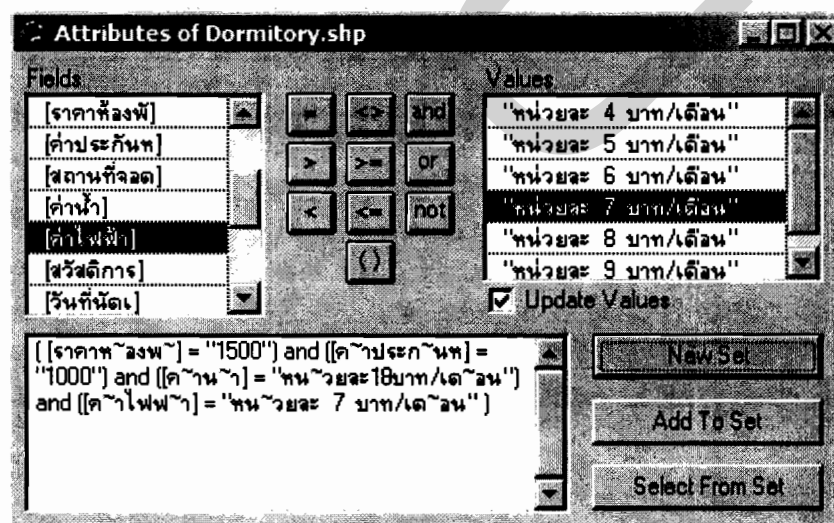 Attributes of Dormitory.shp
Fields
[ราคาห้องพั]
[ค่าประกันห]
[สถานที่จอด]
[ค่าน้ำ]
[ค่าไฟฟ้า]
[สวัสดิการ]
[วันที่นัดเ]
= <> and
> >= or
< <= not
()
Values
"หน่วยละ 4 บาท/เดือน"
"หน่วยละ 5 บาท/เดือน"
"หน่วยละ 6 บาท/เดือน"
"หน่วยละ 7 บาท/เดือน"
"หน่วยละ 8 บาท/เดือน"
"หน่วยละ 9 บาท/เดือน"
Update Values
( [ราคาห~องพ~] = "1500") and ([ค~าประก~นห] =
"1000") and ([ค~าน~า] = "หน~วยละ18บาท/เด~อน")
and ([ค~าไฟฟ~า] = "หน~วยละ 7 บาท/เด~อน" )
New Set
Add To Set
Select From Set